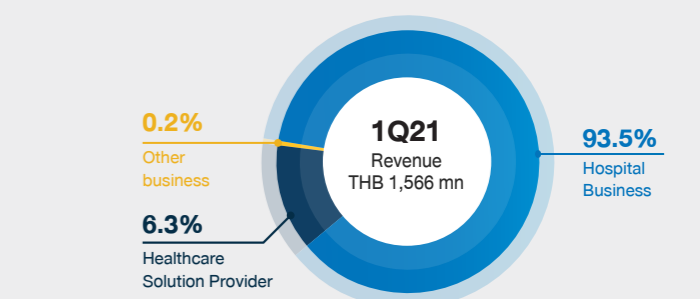 1Q21
Revenue
THB 1,566 mn
0.2%
Other
business
6.3%
Healthcare
Solution Provider
93.5%
Hospital
Business